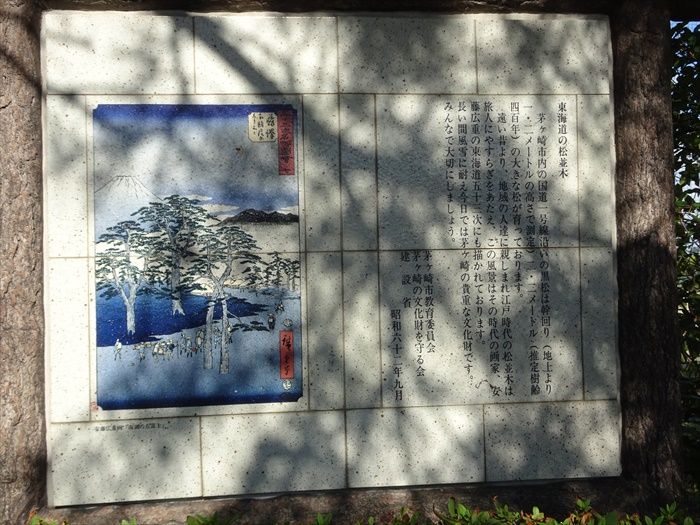 東海道の松並木
茅ヶ崎市内の国道一号線沿いの黒松は幹回り（地上より
一・二メートルの高さで測定）二・二メートル（推定樹齢
四百年）の大きな松が育っております。
遠い昔より、地域の人達に親しまれ江戸時代の松並木は
旅人にやすらぎをあたえ、この風景はその時代の画家、安
藤広重の東海道五十三次にも描かれております。
長い間風雪に耐え今日では茅ヶ崎の貴重な文化財です。
みんなで大切にしましょう。
茅ヶ崎市教育委員会
茅ヶ崎の文化財を守る会
建設省
昭和六十二年九月